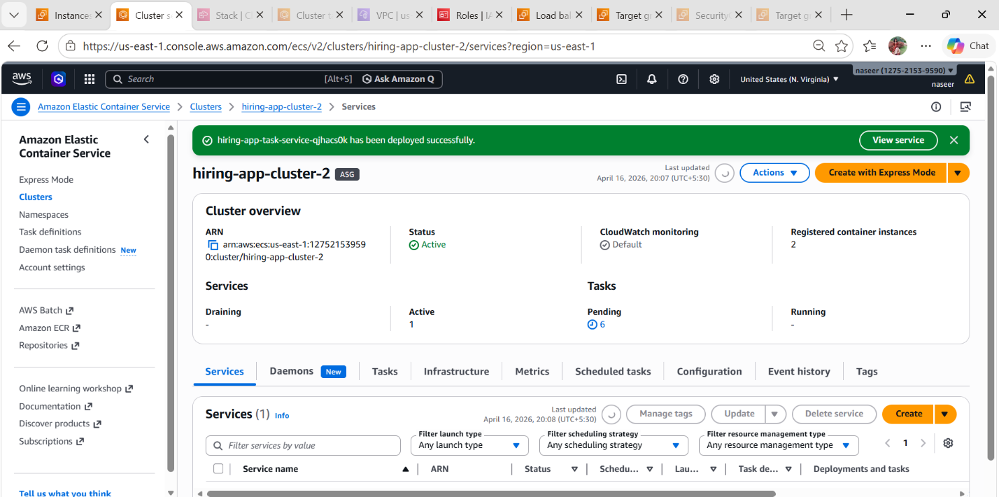 Instances
Cluster s
Stack | Cl
Cluster t
VPC | us-
Roles | IA
Load bal
Target gr
SecurityG
Target gr
https://us-east-1.console.aws.amazon.com/ecs/v2/clusters/hiring-app-cluster-2/services?region=us-east-1
Chat
aws
Search
[Alt+S]
Ask Amazon Q
United States (N. Virginia)
naseer (1275-2153-9590)
naseer
Amazon Elastic Container Service
Clusters
hiring-app-cluster-2
Services
Amazon Elastic
Container Service
Express Mode
Clusters
Namespaces
Task definitions
Daemon task definitions New
Account settings
AWS Batch
Amazon ECR
Repositories
Online learning workshop
Documentation
Discover products
Subscriptions
Tell us what you think
hiring-app-task-service-qjhacs0k has been deployed successfully.
View service
hiring-app-cluster-2 ASG
Last updated
April 16, 2026, 20:07 (UTC+5:30)
Actions
Create with Express Mode
Cluster overview
ARN
arn:aws:ecs:us-east-1:12752153959
0:cluster/hiring-app-cluster-2
Status
Active
CloudWatch monitoring
Default
Registered container instances
2
Services
Tasks
Draining
-
Active
1
Pending
6
Running
-
Services
Daemons New
Tasks
Infrastructure
Metrics
Scheduled tasks
Configuration
Event history
Tags
Services (1) Info
Last updated
April 16, 2026, 20:08 (UTC+5:30)
Manage tags
Update
Delete service
Create
Filter services by value
Filter launch type
Any launch type
Filter scheduling strategy
Any scheduling strategy
Filter resource management type
Any resource management type
1
Service name
ARN
Status
Schedu...
Lau...
Task de...
Deployments and tasks